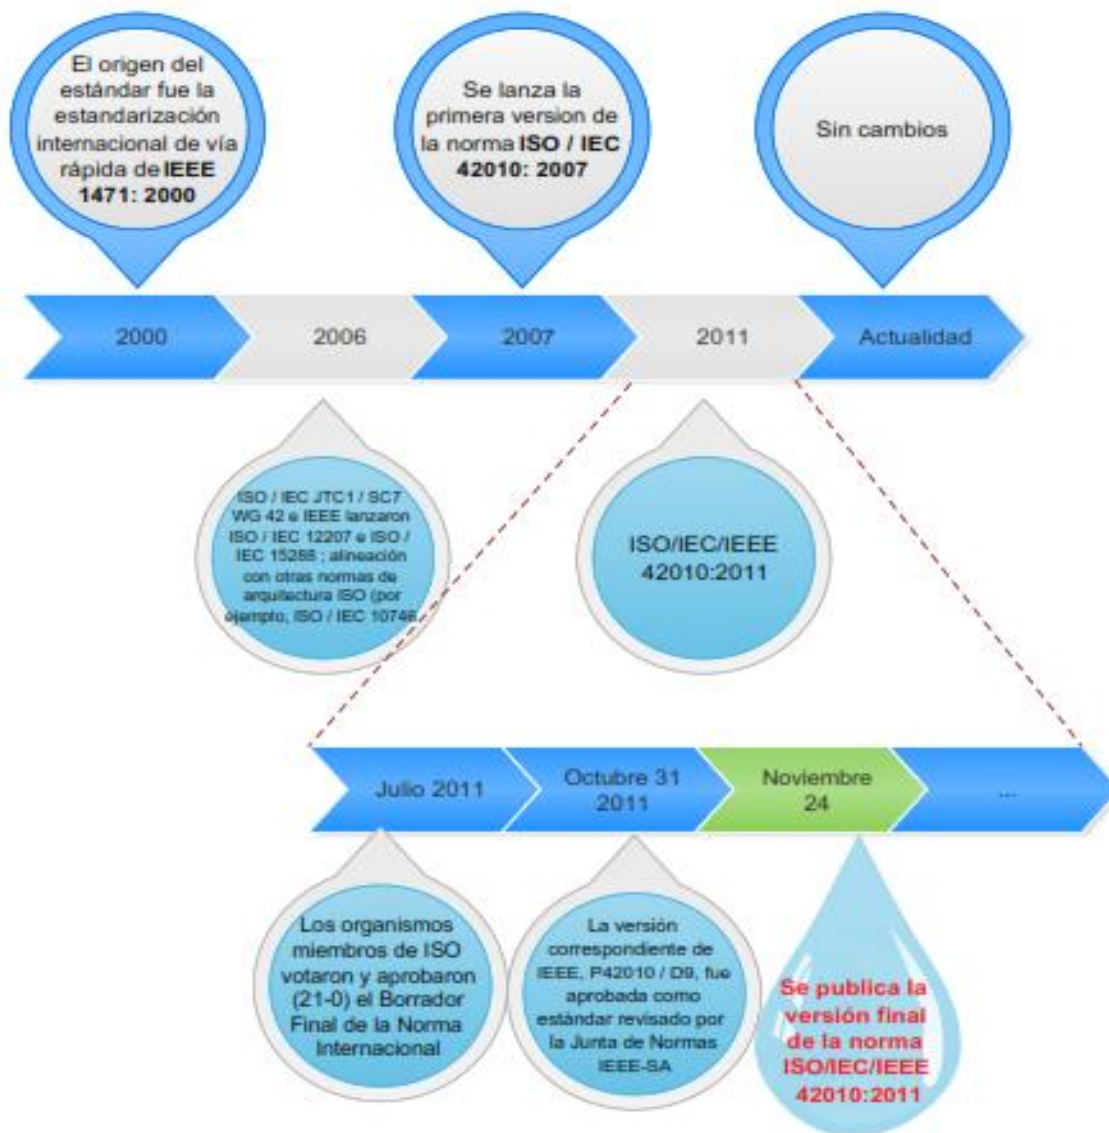 El origen del
estándar fue la
estandarización
internacional de vía
rápida de IEEE
1471: 2000
Se lanza la
primera version de
la norma ISO / IEC
42010: 2007
Sin cambios
2000
2006
2007
2011
Actualidad
ISO / IEC JTC1 / SC7
WG 42 e IEEE lanzaron
ISO / IEC 12207 e ISO /
IEC 15288 ; alineación
con otras normas de
arquitectura ISO (por
ejemplo, ISO / IEC 10746
ISO/IEC/IEEE
42010:2011
Julio 2011
Octubre 31
2011
Noviembre
24
...
Los organismos
miembros de ISO
votaron y aprobaron
(21-0) el Borrador
Final de la Norma
Internacional
La versión
correspondiente de
IEEE, P42010 / D9, fue
aprobada como
estándar revisado por
la Junta de Normas
IEEE-SA
Se publica la
versión final
de la norma
ISO/IEC/IEEE
42010:2011